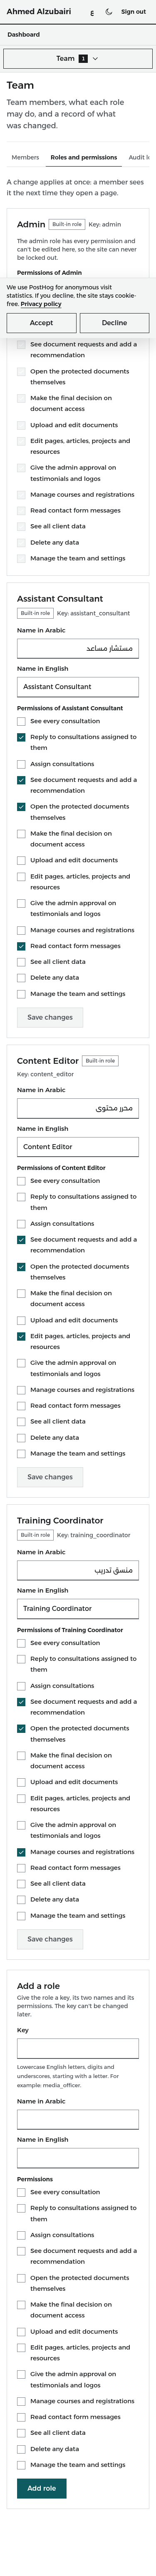 Ahmed Alzubairi
ع
Sign out
Dashboard
Team 1
Team
Team members, what each role
may do, and a record of what
was changed.
Members
Roles and permissions
Audit lo
A change applies at once: a member sees
it the next time they open a page.
Admin
Built-in role
Key: admin
The admin role has every permission and
can't be edited here, so the site can never
be locked out.
Permissions of Admin
We use PostHog for anonymous visit
statistics. If you decline, the site stays cookie-
free. Privacy policy
Accept
Decline
See document requests and add a
recommendation
Open the protected documents
themselves
Make the final decision on
document access
Upload and edit documents
Edit pages, articles, projects and
resources
Give the admin approval on
testimonials and logos
Manage courses and registrations
Read contact form messages
See all client data
Delete any data
Manage the team and settings
Assistant Consultant
Built-in role
Key: assistant_consultant
Name in Arabic
مستشار مساعد
Name in English
Assistant Consultant
Permissions of Assistant Consultant
See every consultation
Reply to consultations assigned to
them
Assign consultations
See document requests and add a
recommendation
Open the protected documents
themselves
Make the final decision on
document access
Upload and edit documents
Edit pages, articles, projects and
resources
Give the admin approval on
testimonials and logos
Manage courses and registrations
Read contact form messages
See all client data
Delete any data
Manage the team and settings
Save changes
Content Editor
Built-in role
Key: content_editor
Name in Arabic
محرر محتوى
Name in English
Content Editor
Permissions of Content Editor
See every consultation
Reply to consultations assigned to
them
Assign consultations
See document requests and add a
recommendation
Open the protected documents
themselves
Make the final decision on
document access
Upload and edit documents
Edit pages, articles, projects and
resources
Give the admin approval on
testimonials and logos
Manage courses and registrations
Read contact form messages
See all client data
Delete any data
Manage the team and settings
Save changes
Training Coordinator
Built-in role
Key: training_coordinator
Name in Arabic
منسق تدريب
Name in English
Training Coordinator
Permissions of Training Coordinator
See every consultation
Reply to consultations assigned to
them
Assign consultations
See document requests and add a
recommendation
Open the protected documents
themselves
Make the final decision on
document access
Upload and edit documents
Edit pages, articles, projects and
resources
Give the admin approval on
testimonials and logos
Manage courses and registrations
Read contact form messages
See all client data
Delete any data
Manage the team and settings
Save changes
Add a role
Give the role a key, its two names and its
permissions. The key can't be changed
later.
Key
Lowercase English letters, digits and
underscores, starting with a letter. For
example: media_officer.
Name in Arabic
Name in English
Permissions
See every consultation
Reply to consultations assigned to
them
Assign consultations
See document requests and add a
recommendation
Open the protected documents
themselves
Make the final decision on
document access
Upload and edit documents
Edit pages, articles, projects and
resources
Give the admin approval on
testimonials and logos
Manage courses and registrations
Read contact form messages
See all client data
Delete any data
Manage the team and settings
Add role